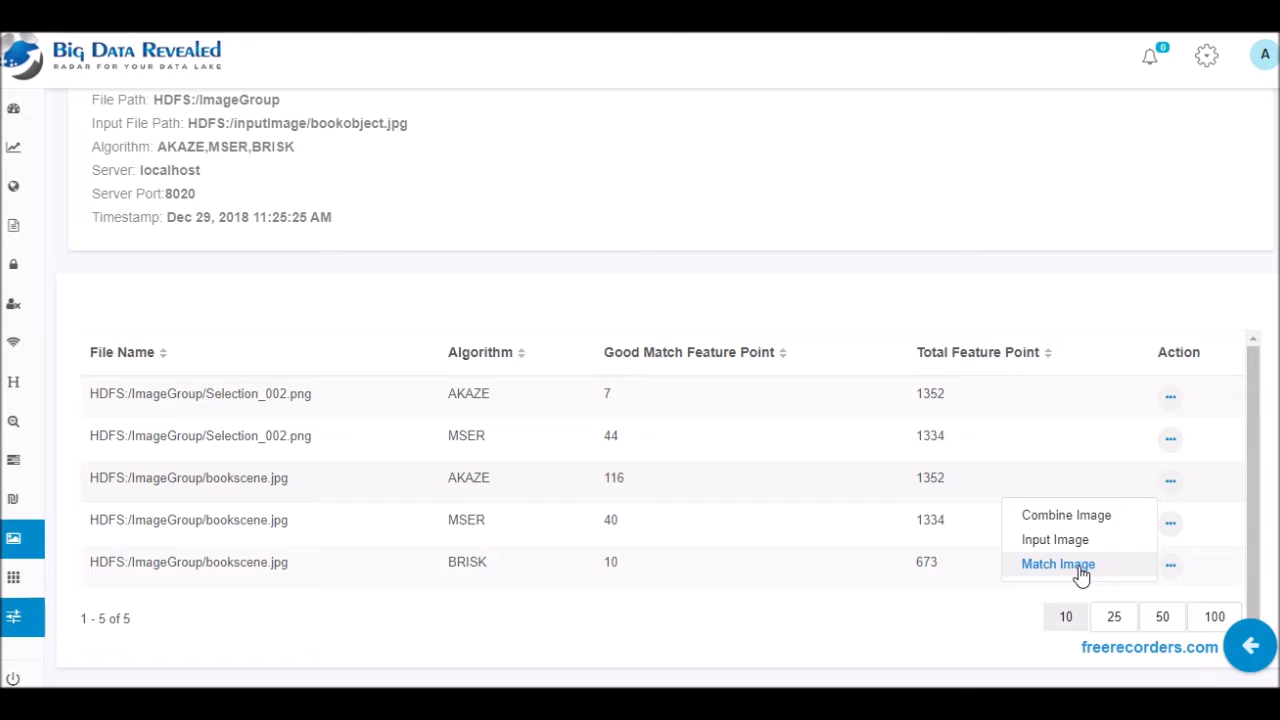 Big Data Revealed
RADAR FOR YOUR DATA LAKE
0
A
File Path: HDFS:/ImageGroup
Input File Path: HDFS:/inputImage/bookobject.jpg
Algorithm: AKAZE,MSER,BRISK
Server: localhost
Server Port:8020
Timestamp: Dec 29, 2018 11:25:25 AM
File Name Algorithm Good Match Feature Point Total Feature Point Action
HDFS:/ImageGroup/Selection_002.png AKAZE 7 1352
HDFS:/ImageGroup/Selection_002.png MSER 44 1334
HDFS:/ImageGroup/bookscene.jpg AKAZE 116 1352
HDFS:/ImageGroup/bookscene.jpg MSER 40 1334
HDFS:/ImageGroup/bookscene.jpg BRISK 10 673
Combine Image
Input Image
Match Image
1 - 5 of 5
10 25 50 100
freerecorders.com